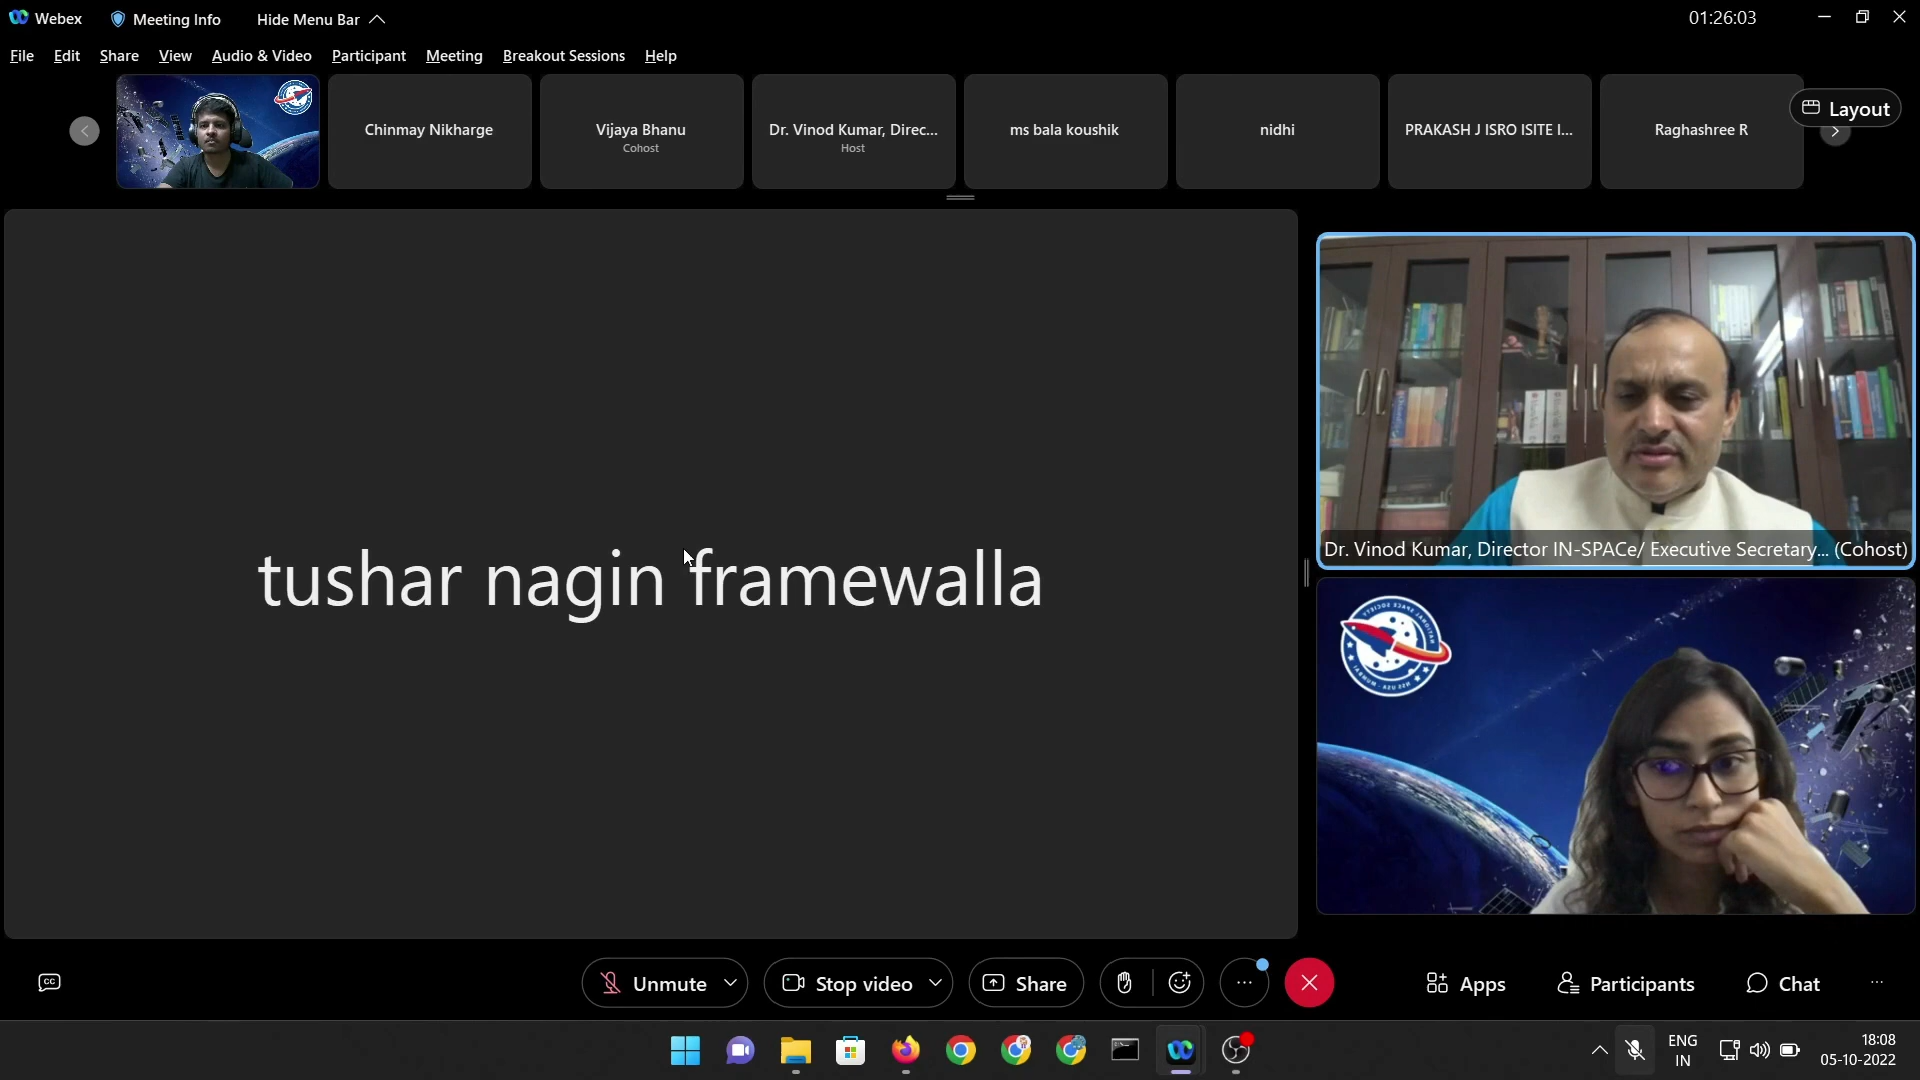 Webex
Meeting Info
Hide Menu Bar
01:26:03
File Edit Share View Audio & Video Participant Meeting Breakout Sessions Help
Chinmay Nikharge
Vijaya Bhanu
Cohost
Dr. Vinod Kumar, Direc...
Host
ms bala koushik
nidhi
PRAKASH J ISRO ISITE I...
Raghashree R
Layout
tushar nagin framewalla
Dr. Vinod Kumar, Director IN-SPACe/ Executive Secretary... (Cohost)
CC
Unmute
Stop video
Share
Apps
Participants
Chat
ENG
IN
18:08
05-10-2022